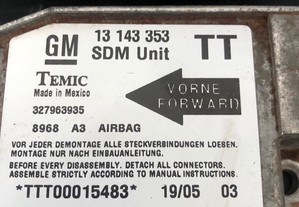 GM 13 143 353 TT
SDM Unit
TEMIC
Made in Mexico
VORNE
FORWARD
327963935
8968 A3 AIRBAG
VOR JEDER DEMONTAGE ALLE STECKVERBINDUNGEN LOESEN.
MONTAGE NUR NACH EINBAUANLEITUNG.
BEFORE EVERY DISASSEMBLY. DETACH ALL CONNECTORS.
ASSEMBLE STRICTLY ACCORDING TO MANUAL INSTRUCTIONS.
*TTT00015483* 19/05 03